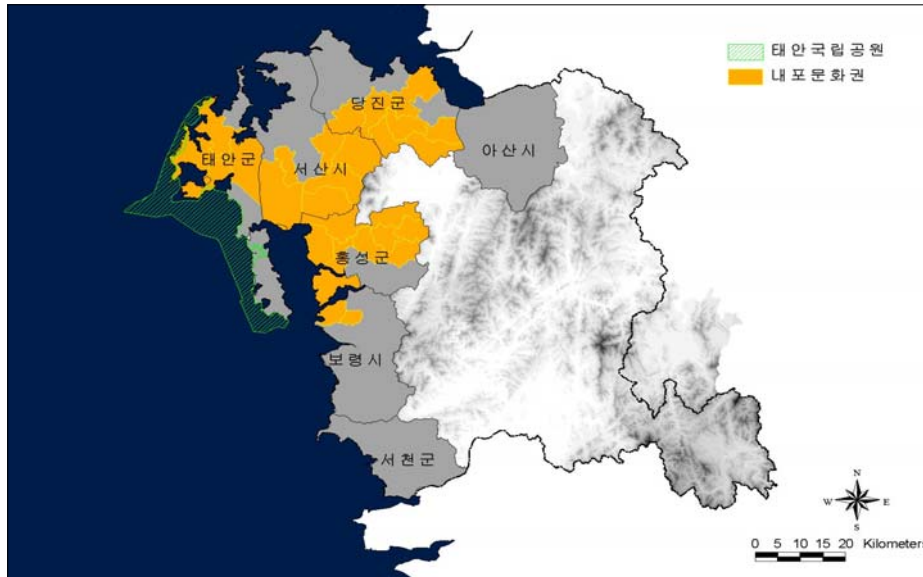 태안국립공원
내포문화권
당진군
태안군
서산시
아산시
홍성군
보령시
서천군
N
W E
S
0 5 10 15 20 Kilometers